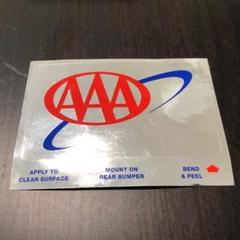 AAA
APPLY TO
CLEAN SURFACE
MOUNT ON
REAR BUMPER
BEND
& PEEL